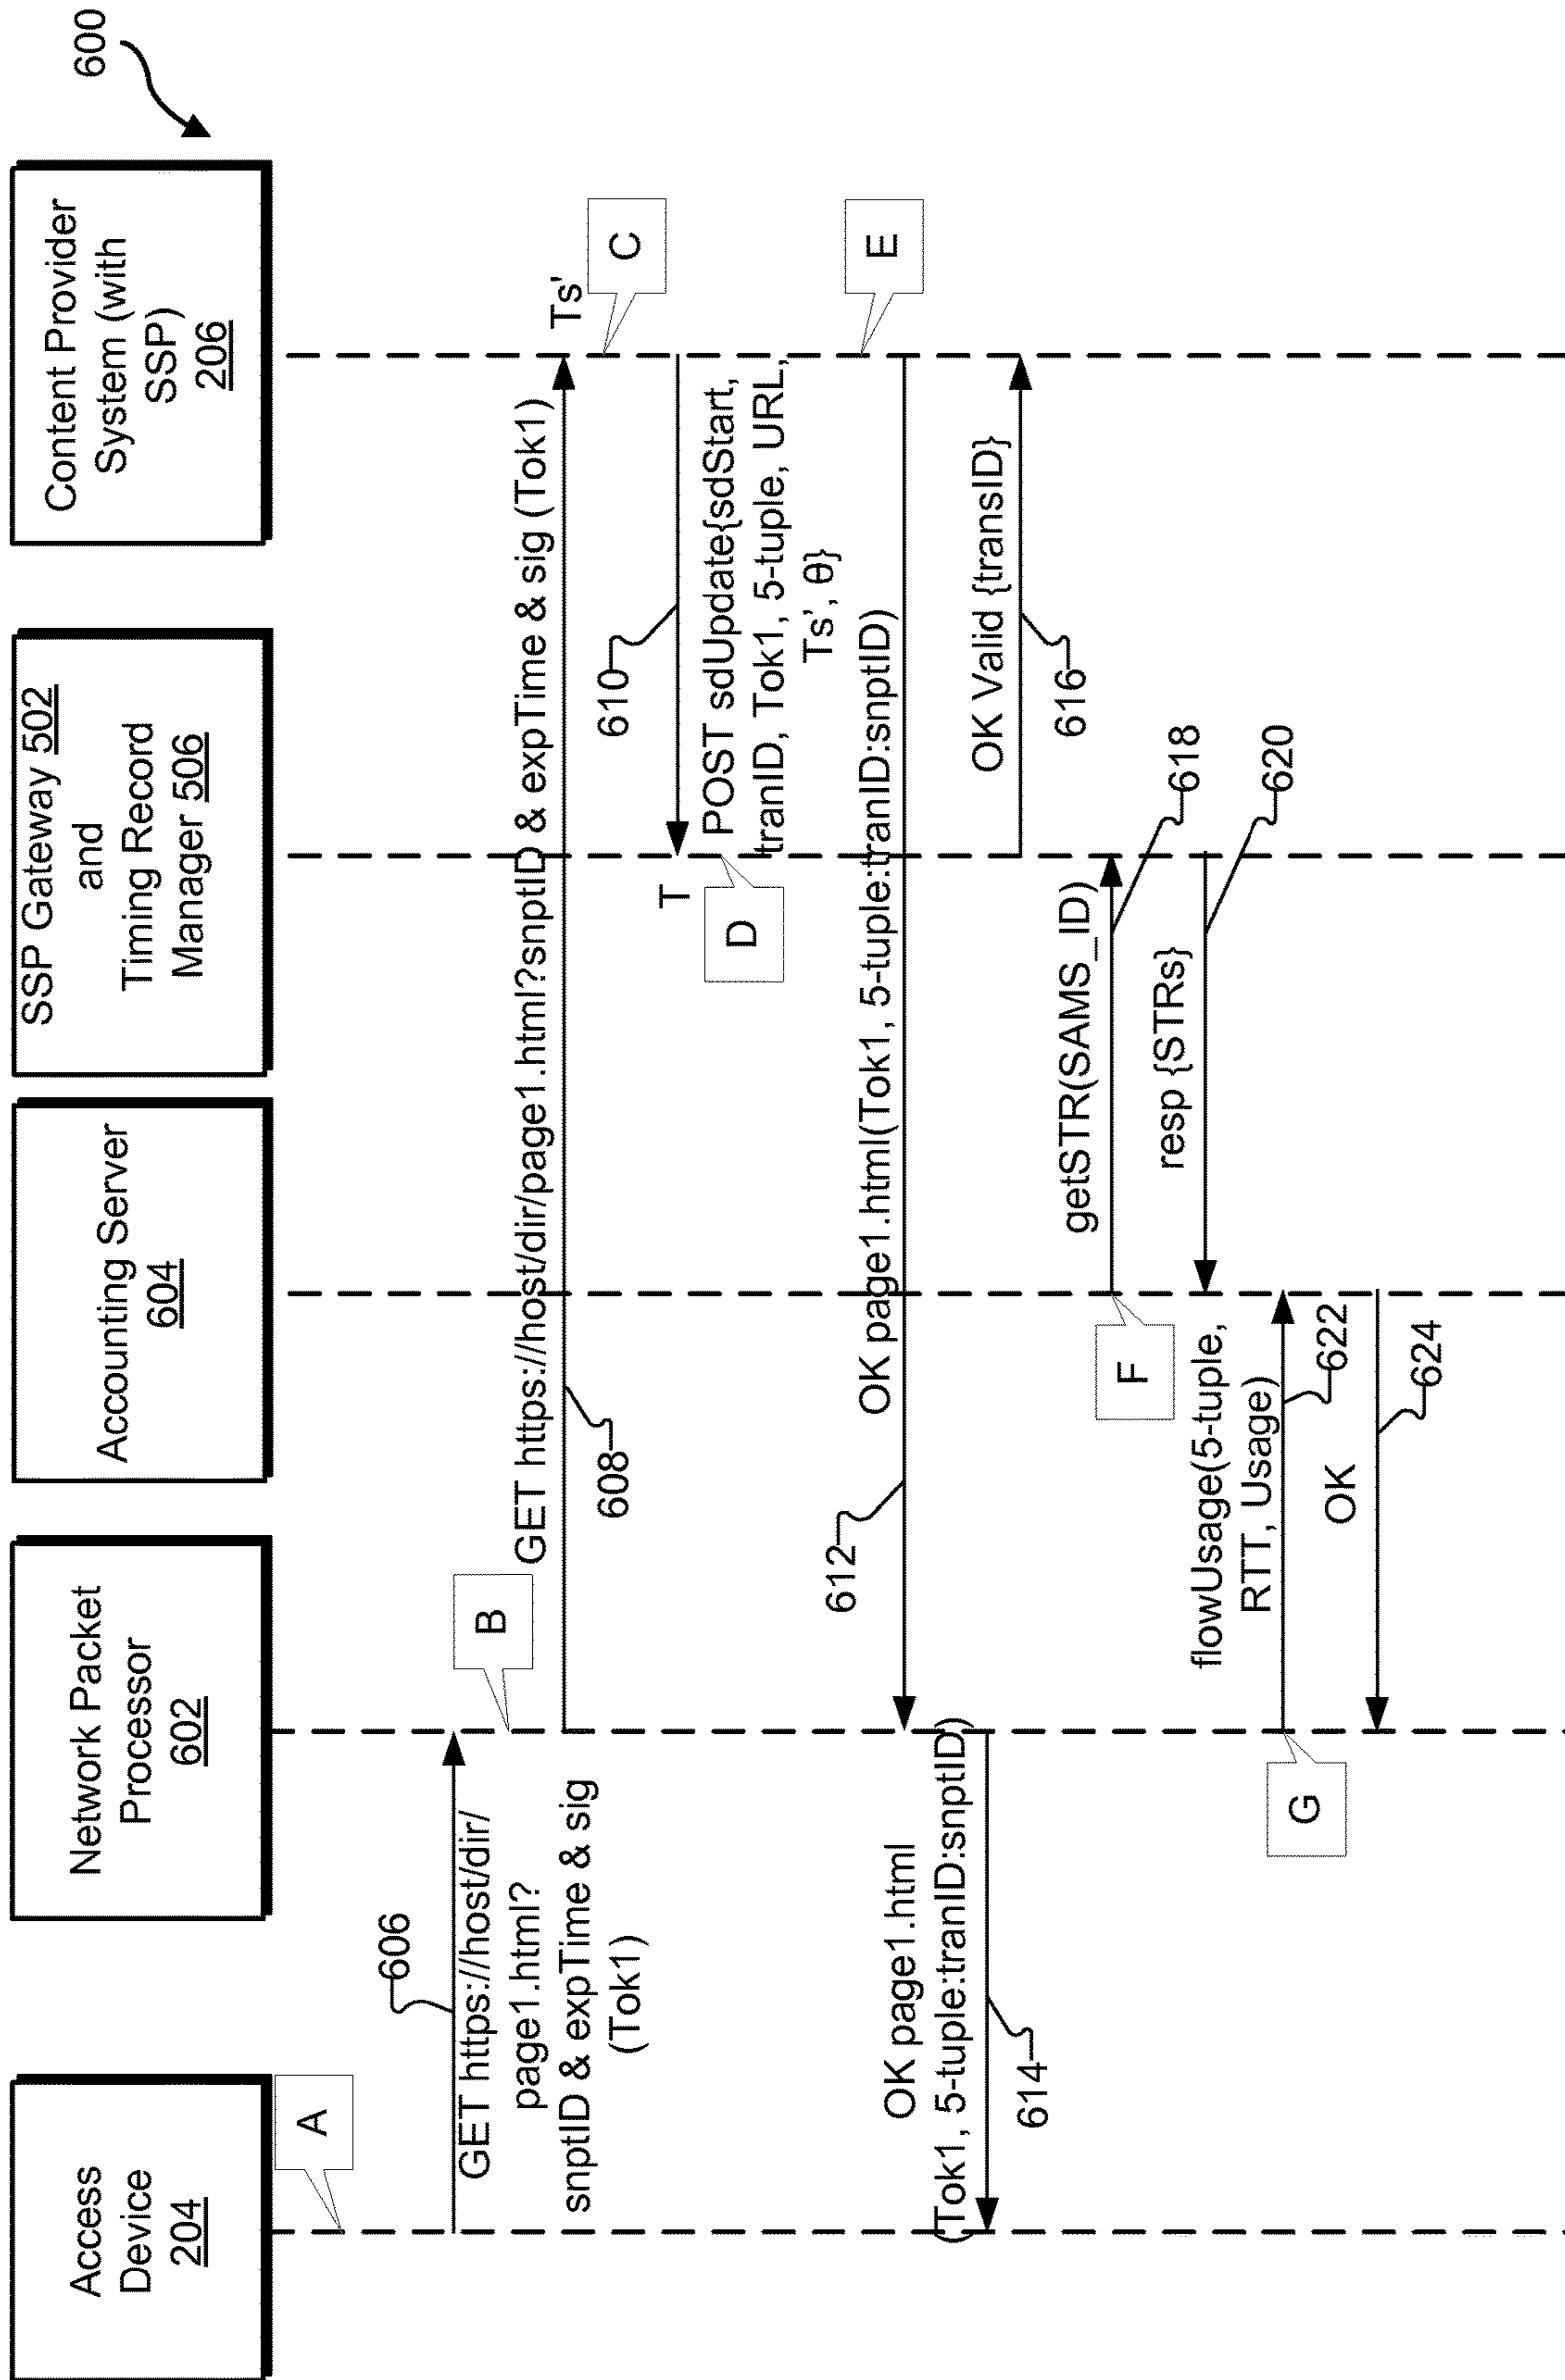 600
Access
Device
204
Network Packet
Processor
602
Accounting Server
604
SSP Gateway 502
and
Timing Record
Manager 506
Content Provider
System (with
SSP)
206
A
606
GET https://host/dir/
page1.html?
snptID & expTime & sig
(Tok1)
B
GET https://host/dir/page1.html?snptID & expTime & sig (Tok1)
608
Ts'
C
610
T
D
POST sdUpdate{sdStart,
tranID, Tok1, 5-tuple, URL,
Ts', θ}
E
OK page1.html(Tok1, 5-tuple:tranID:snptID)
612
OK page1.html
(Tok1, 5-tuple:tranID:snptID)
614
OK Valid {transID}
616
getSTR(SAMS_ID)
618
F
resp {STRs}
620
flowUsage(5-tuple,
RTT, Usage)
622
G
OK
624